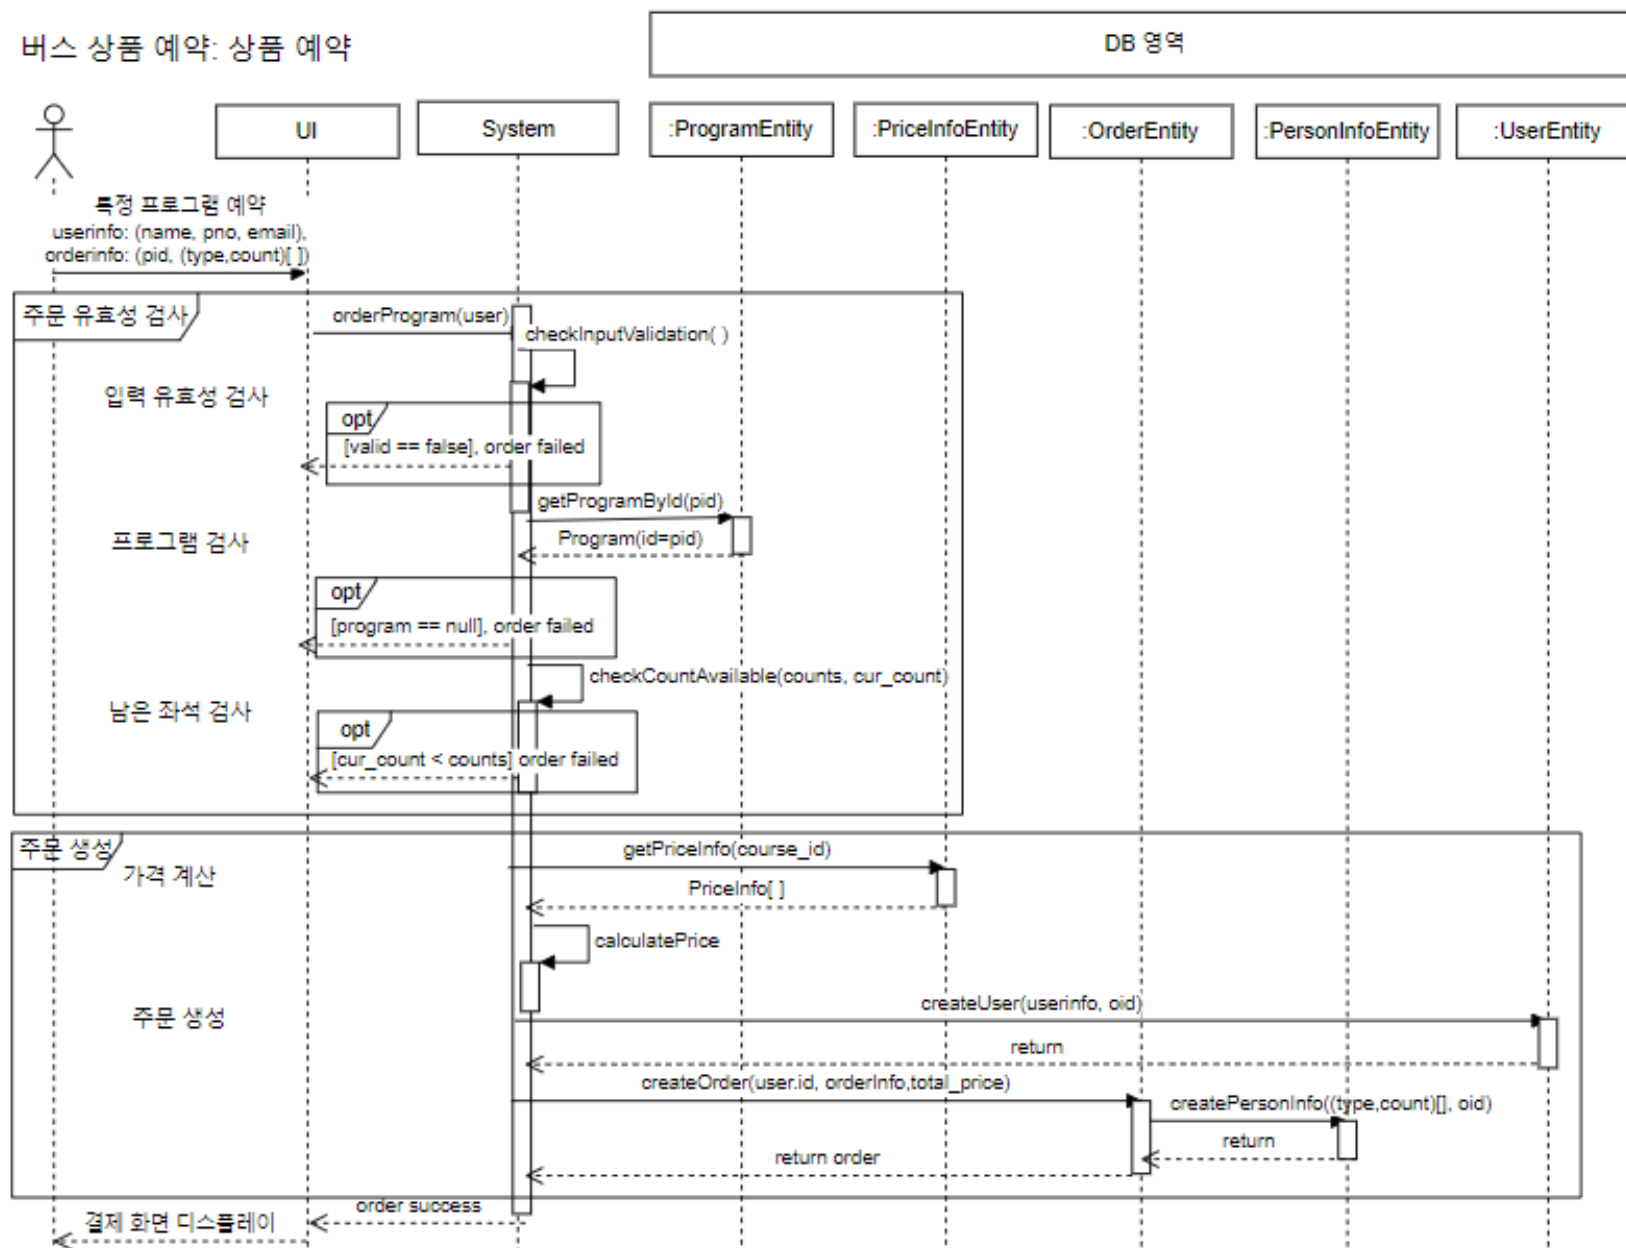 버스 상품 예약: 상품 예약
DB 영역
UI
System
:ProgramEntity
:PriceInfoEntity
:OrderEntity
:PersonInfoEntity
:UserEntity
특정 프로그램 예약
userinfo: (name, pno, email),
orderinfo: (pid, (type,count)[ ])
주문 유효성 검사
orderProgram(user)
checkInputValidation( )
입력 유효성 검사
opt
[valid == false], order failed
getProgramById(pid)
프로그램 검사
Program(id=pid)
opt
[program == null], order failed
checkCountAvailable(counts, cur_count)
남은 좌석 검사
opt
[cur_count < counts] order failed
주문 생성
getPriceInfo(course_id)
가격 계산
PriceInfo[ ]
calculatePrice
주문 생성
createUser(userinfo, oid)
return
createOrder(user.id, orderInfo,total_price)
createPersonInfo((type,count)[], oid)
return
return order
order success
결제 화면 디스플레이